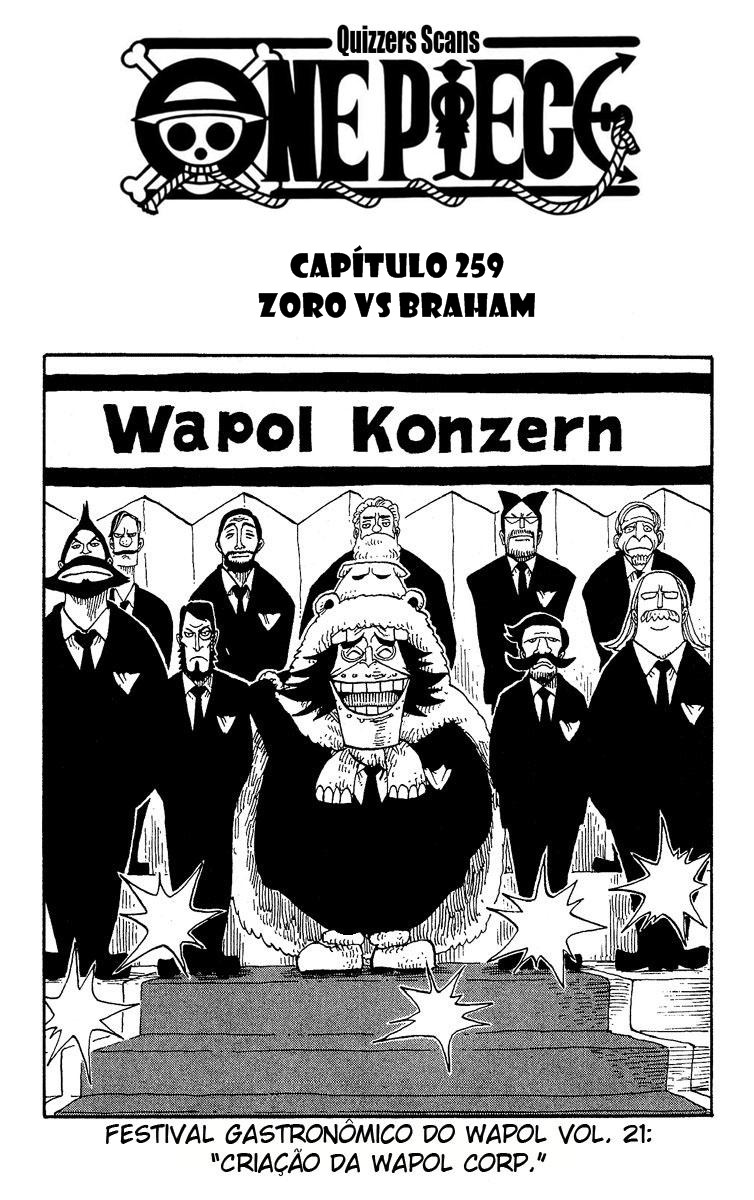 Quizzers Scans
ONE PIECE
CAPÍTULO 259
ZORO VS BRAHAM
Wapol Konzern
FESTIVAL GASTRONÔMICO DO WAPOL VOL. 21:
"CRIAÇÃO DA WAPOL CORP."